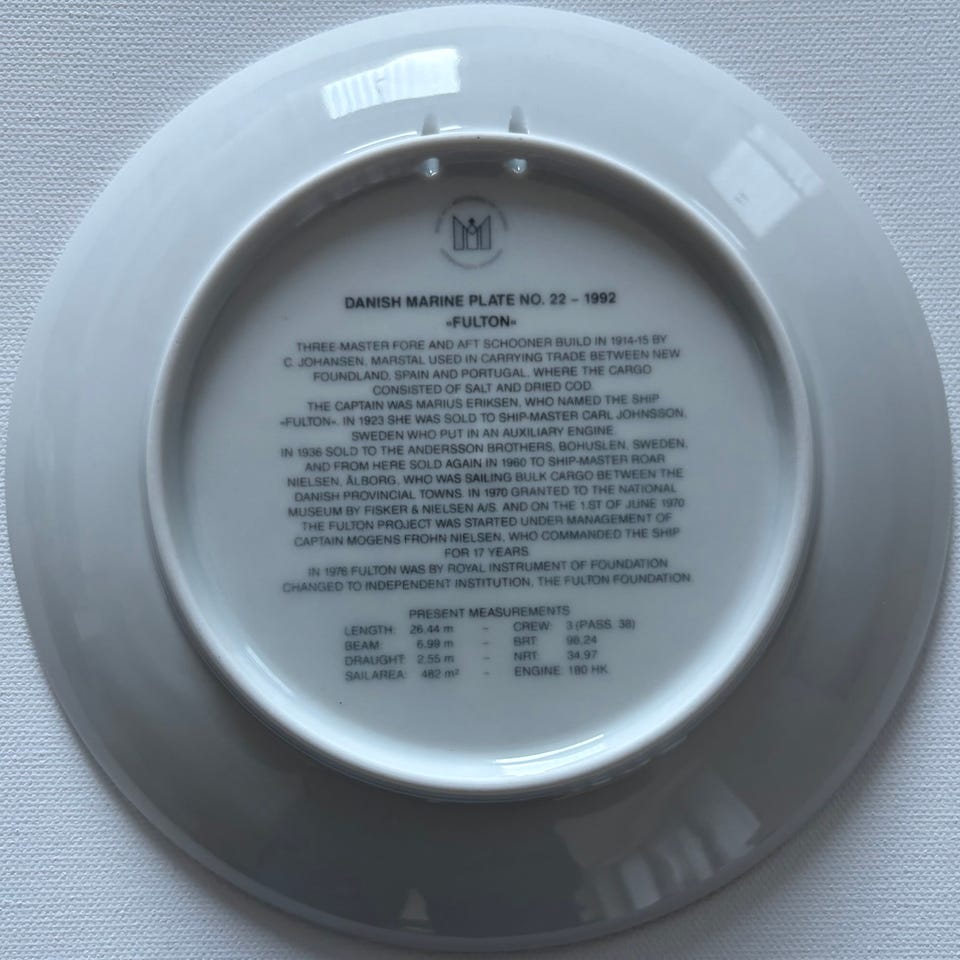 DANISH MARINE PLATE NO. 22 – 1992
»FULTON«
THREE-MASTER FORE AND AFT SCHOONER BUILD IN 1914-15 BY
C. JOHANSEN, MARSTAL USED IN CARRYING TRADE BETWEEN NEW
FOUNDLAND, SPAIN AND PORTUGAL, WHERE THE CARGO
CONSISTED OF SALT AND DRIED COD.
THE CAPTAIN WAS MARIUS ERIKSEN, WHO NAMED THE SHIP
»FULTON«. IN 1923 SHE WAS SOLD TO SHIP-MASTER CARL JOHNSSON,
SWEDEN WHO PUT IN AN AUXILIARY ENGINE.
IN 1936 SOLD TO THE ANDERSSON BROTHERS, BOHUSLEN, SWEDEN,
AND FROM HERE SOLD AGAIN IN 1960 TO SHIP-MASTER ROAR
NIELSEN, ÅLBORG, WHO WAS SAILING BULK CARGO BETWEEN THE
DANISH PROVINCIAL TOWNS. IN 1970 GRANTED TO THE NATIONAL
MUSEUM BY FISKER & NIELSEN A/S. AND ON THE 1.ST OF JUNE 1970
THE FULTON PROJECT WAS STARTED UNDER MANAGEMENT OF
CAPTAIN MOGENS FROHN NIELSEN, WHO COMMANDED THE SHIP
FOR 17 YEARS.
IN 1976 FULTON WAS BY ROYAL INSTRUMENT OF FOUNDATION
CHANGED TO INDEPENDENT INSTITUTION, THE FULTON FOUNDATION.
PRESENT MEASUREMENTS
LENGTH: 26.44 m – CREW: 3 (PASS. 38)
BEAM: 6.99 m – BRT: 98.24
DRAUGHT: 2.55 m – NRT: 34.97
SAILAREA: 482 m² – ENGINE: 180 HK